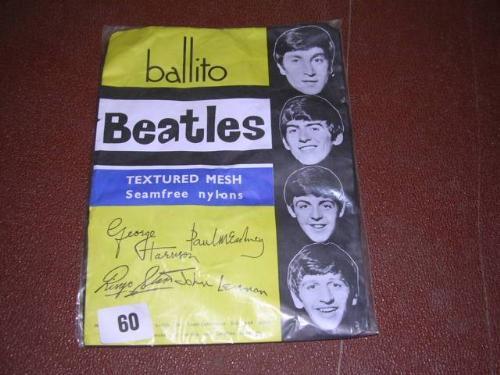 ballito
Beatles
TEXTURED MESH
Seamfree nylons
George Harrison
Paul McCartney
Ringo Starr
John Lennon
60